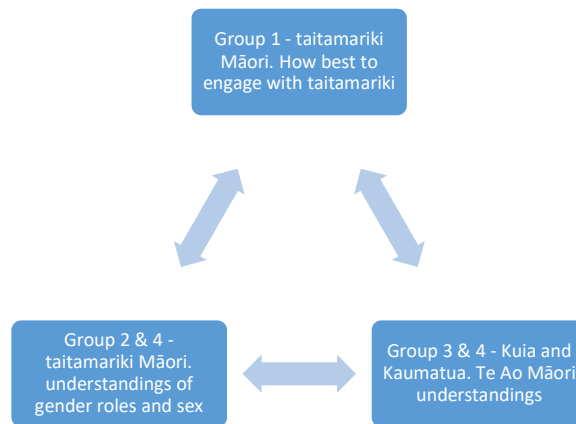 Group 1 - taitamariki
Māori. How best to
engage with taitamariki
Group 2 & 4 -
taitamariki Māori.
understandings of
gender roles and sex
Group 3 & 4 - Kuia and
Kaumatua. Te Ao Māori
understandings